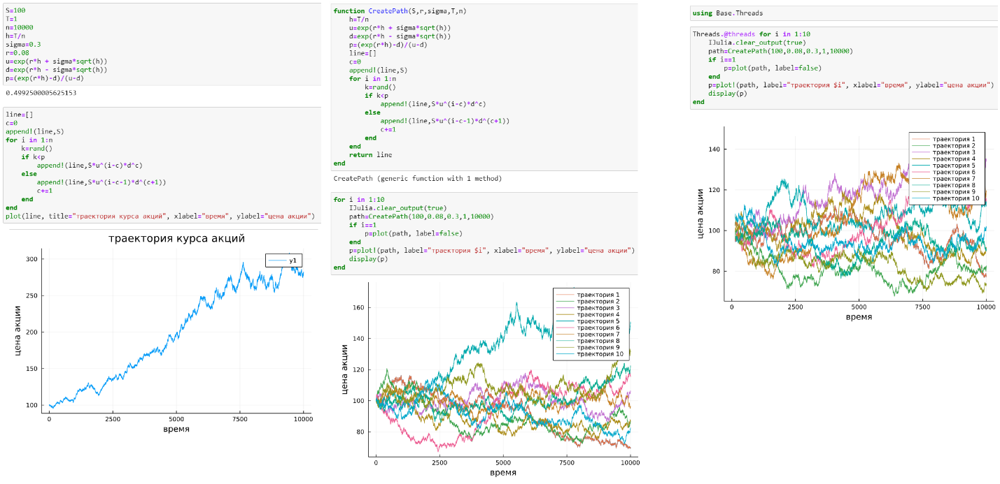 S=100
T=1
n=10000
h=T/n
sigma=0.3
r=0.08
u=exp(r*h + sigma*sqrt(h))
d=exp(r*h - sigma*sqrt(h))
p=(exp(r*h)-d)/(u-d)
0.4992500005625153
line=[]
c=0
append!(line,S)
for i in 1:n
    k=rand()
    if k<p
        append!(line,S*u^(i-c)*d^c)
    else
        append!(line,S*u^(i-c-1)*d^(c+1))
        c+=1
    end
end
plot(line, title="траектория курса акций", xlabel="время", ylabel="цена акции")
траектория курса акций
y1
300
250
200
150
100
цена акции
0
2500
5000
7500
10000
время
function CreatePath(S,r,sigma,T,n)
    h=T/n
    u=exp(r*h + sigma*sqrt(h))
    d=exp(r*h - sigma*sqrt(h))
    p=(exp(r*h)-d)/(u-d)
    line=[]
    c=0
    append!(line,S)
    for i in 1:n
        k=rand()
        if k<p
            append!(line,S*u^(i-c)*d^c)
        else
            append!(line,S*u^(i-c-1)*d^(c+1))
            c+=1
        end
    end
    return line
end
CreatePath (generic function with 1 method)
for i in 1:10
    IJulia.clear_output(true)
    path=CreatePath(100,0.08,0.3,1,10000)
    if i==1
        p=plot(path, label=false)
    end
    p=plot!(path, label="траектория $i", xlabel="время", ylabel="цена акции")
    display(p)
end
траектория 1
траектория 2
траектория 3
траектория 4
траектория 5
траектория 6
траектория 7
траектория 8
траектория 9
траектория 10
160
140
120
100
80
цена акции
0
2500
5000
7500
10000
время
using Base.Threads
Threads.@threads for i in 1:10
    IJulia.clear_output(true)
    path=CreatePath(100,0.08,0.3,1,10000)
    if i==1
        p=plot(path, label=false)
    end
    p=plot!(path, label="траектория $i", xlabel="время", ylabel="цена акции")
    display(p)
end
траектория 1
траектория 2
траектория 3
траектория 4
траектория 5
траектория 6
траектория 7
траектория 8
траектория 9
траектория 10
140
120
100
80
цена акции
0
2500
5000
7500
10000
время